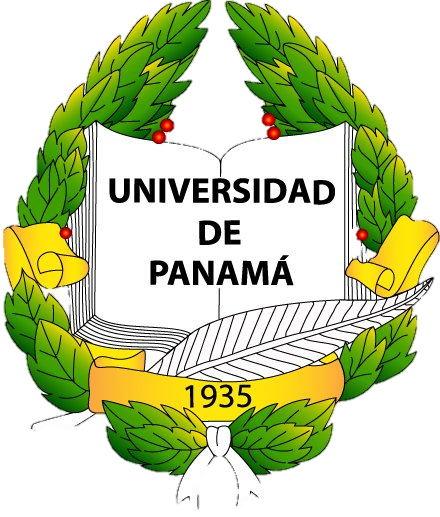 UNIVERSIDAD
DE
PANAMÁ
1935